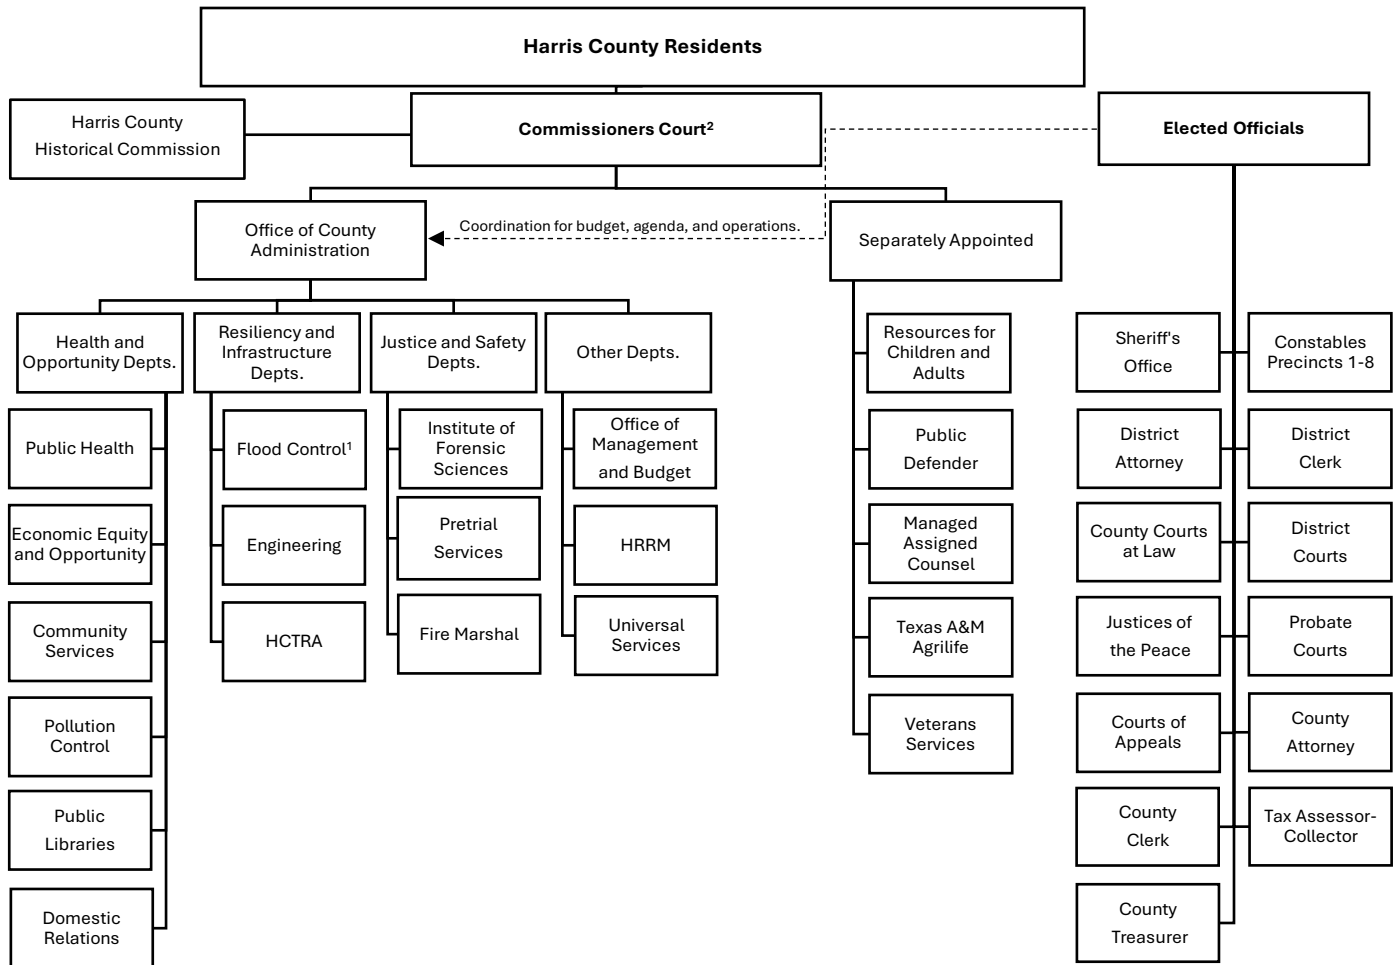 Harris County Residents
Harris County
Historical Commission
Commissioners Court²
Elected Officials
Office of County
Administration
Coordination for budget, agenda, and operations.
Separately Appointed
Health and
Opportunity Depts.
Resiliency and
Infrastructure
Depts.
Justice and Safety
Depts.
Other Depts.
Public Health
Economic Equity
and Opportunity
Community
Services
Pollution
Control
Public
Libraries
Domestic
Relations
Flood Control¹
Engineering
HCTRA
Institute of
Forensic
Sciences
Pretrial
Services
Fire Marshal
Office of
Management
and Budget
HRRM
Universal
Services
Resources for
Children and
Adults
Public
Defender
Managed
Assigned
Counsel
Texas A&M
Agrilife
Veterans
Services
Sheriff's
Office
Constables
Precincts 1-8
District
Attorney
District
Clerk
County Courts
at Law
District
Courts
Justices of
the Peace
Probate
Courts
Courts of
Appeals
County
Attorney
County
Clerk
Tax Assessor-
Collector
County
Treasurer